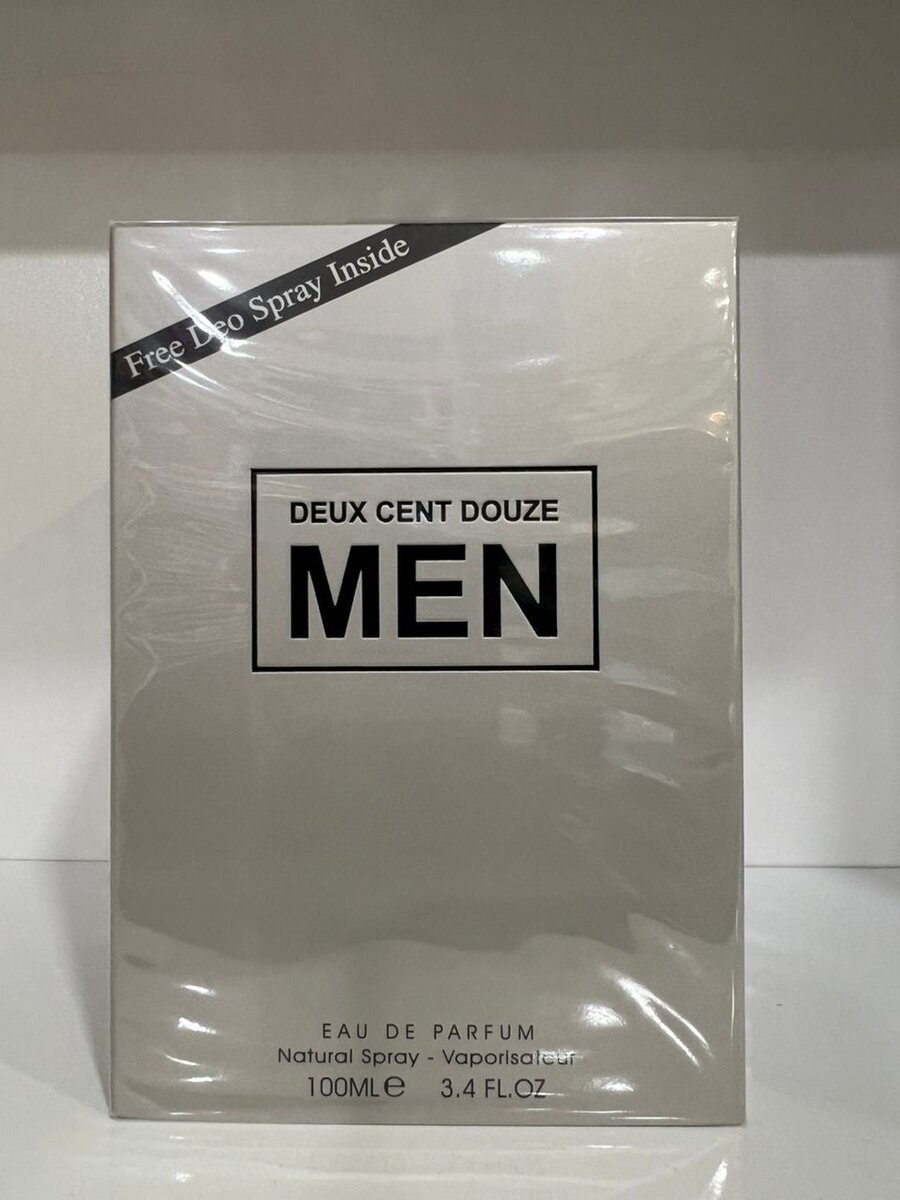 Free Deo Spray Inside
DEUX CENT DOUZE
MEN
EAU DE PARFUM
Natural Spray - Vaporisateur
100ML℮ 3.4 FL.OZ